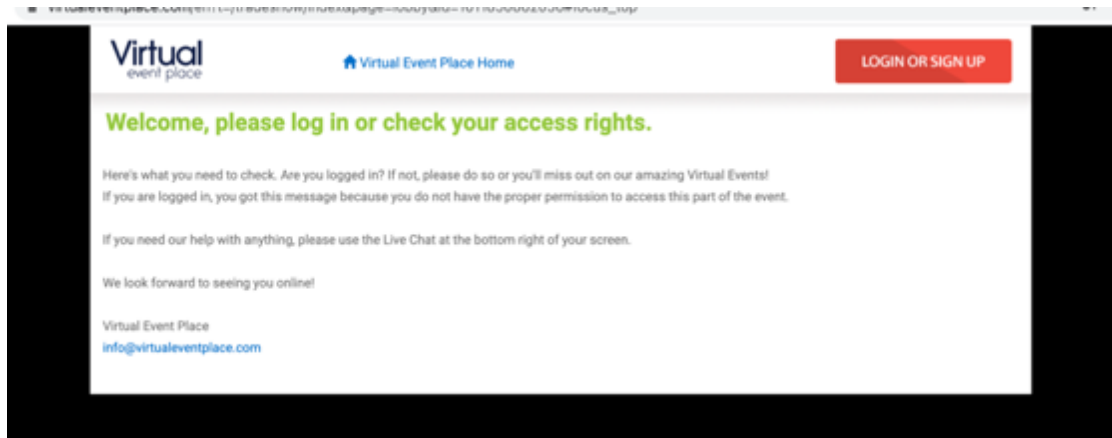 Virtual
event place
Virtual Event Place Home
LOGIN OR SIGN UP
Welcome, please log in or check your access rights.
Here's what you need to check. Are you logged in? If not, please do so or you'll miss out on our amazing Virtual Events!
If you are logged in, you got this message because you do not have the proper permission to access this part of the event.
If you need our help with anything, please use the Live Chat at the bottom right of your screen.
We look forward to seeing you online!
Virtual Event Place
info@virtualeventplace.com